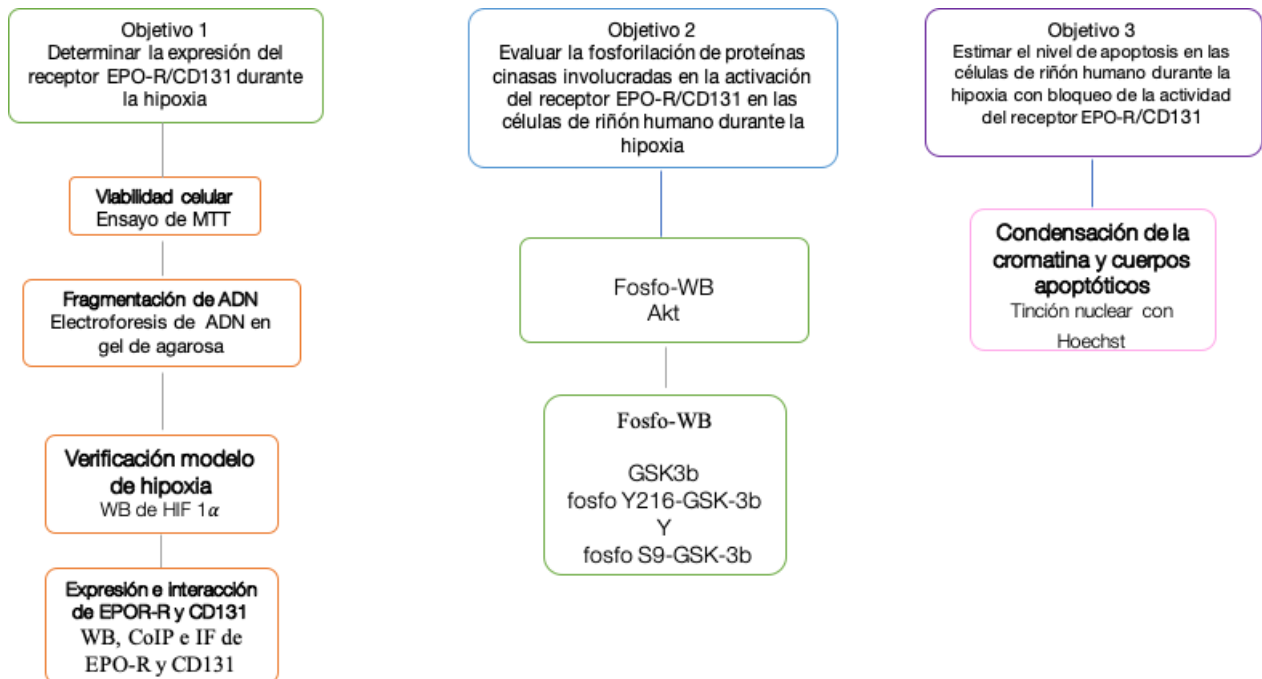 Objetivo 1
Determinar la expresión del
receptor EPO-R/CD131 durante
la hipoxia
Viabilidad celular
Ensayo de MTT
Fragmentación de ADN
Electroforesis de ADN en
gel de agarosa
Verificación modelo
de hipoxia
WB de HIF 1α
Expresión e interacción
de EPOR-R y CD131
WB, CoIP e IF de
EPO-R y CD131
Objetivo 2
Evaluar la fosforilación de proteínas
cinasas involucradas en la activación
del receptor EPO-R/CD131 en las
células de riñón humano durante la
hipoxia
Fosfo-WB
Akt
Fosfo-WB
GSK3b
fosfo Y216-GSK-3b
Y
fosfo S9-GSK-3b
Objetivo 3
Estimar el nivel de apoptosis en las
células de riñón humano durante la
hipoxia con bloqueo de la actividad
del receptor EPO-R/CD131
Condensación de la
cromatina y cuerpos
apoptóticos
Tinción nuclear con
Hoechst